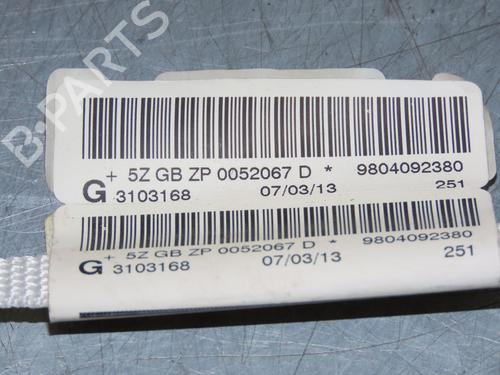 B-PARTS
+ 5Z GB ZP 0052067 D * 9804092380
G 3103168 07/03/13 251
+ 5Z GB ZP 0052067 D * 9804092380
G 3103168 07/03/13 251